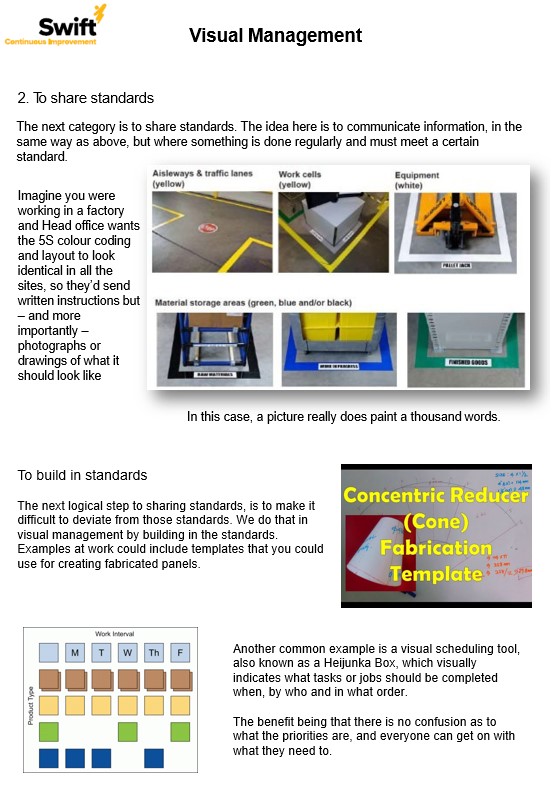 Swift
Continuous Improvement
Visual Management
2. To share standards
The next category is to share standards. The idea here is to communicate information, in the
same way as above, but where something is done regularly and must meet a certain
standard.
Imagine you were
working in a factory
and Head office wants
the 5S colour coding
and layout to look
identical in all the
sites, so they'd send
written instructions but
– and more
importantly –
photographs or
drawings of what it
should look like
Aisleways & traffic lanes
(yellow)
Work cells
(yellow)
Equipment
(white)
PALLET JACK
Material storage areas (green, blue and/or black)
RAW MATERIALS
WORK IN PROGRESS
FINISHED GOODS
In this case, a picture really does paint a thousand words.
To build in standards
The next logical step to sharing standards, is to make it
difficult to deviate from those standards. We do that in
visual management by building in the standards.
Examples at work could include templates that you could
use for creating fabricated panels.
Concentric Reducer
(Cone)
Fabrication
Template
Work Interval
M T W Th F
Product Type
Another common example is a visual scheduling tool,
also known as a Heijunka Box, which visually
indicates what tasks or jobs should be completed
when, by who and in what order.
The benefit being that there is no confusion as to
what the priorities are, and everyone can get on with
what they need to.